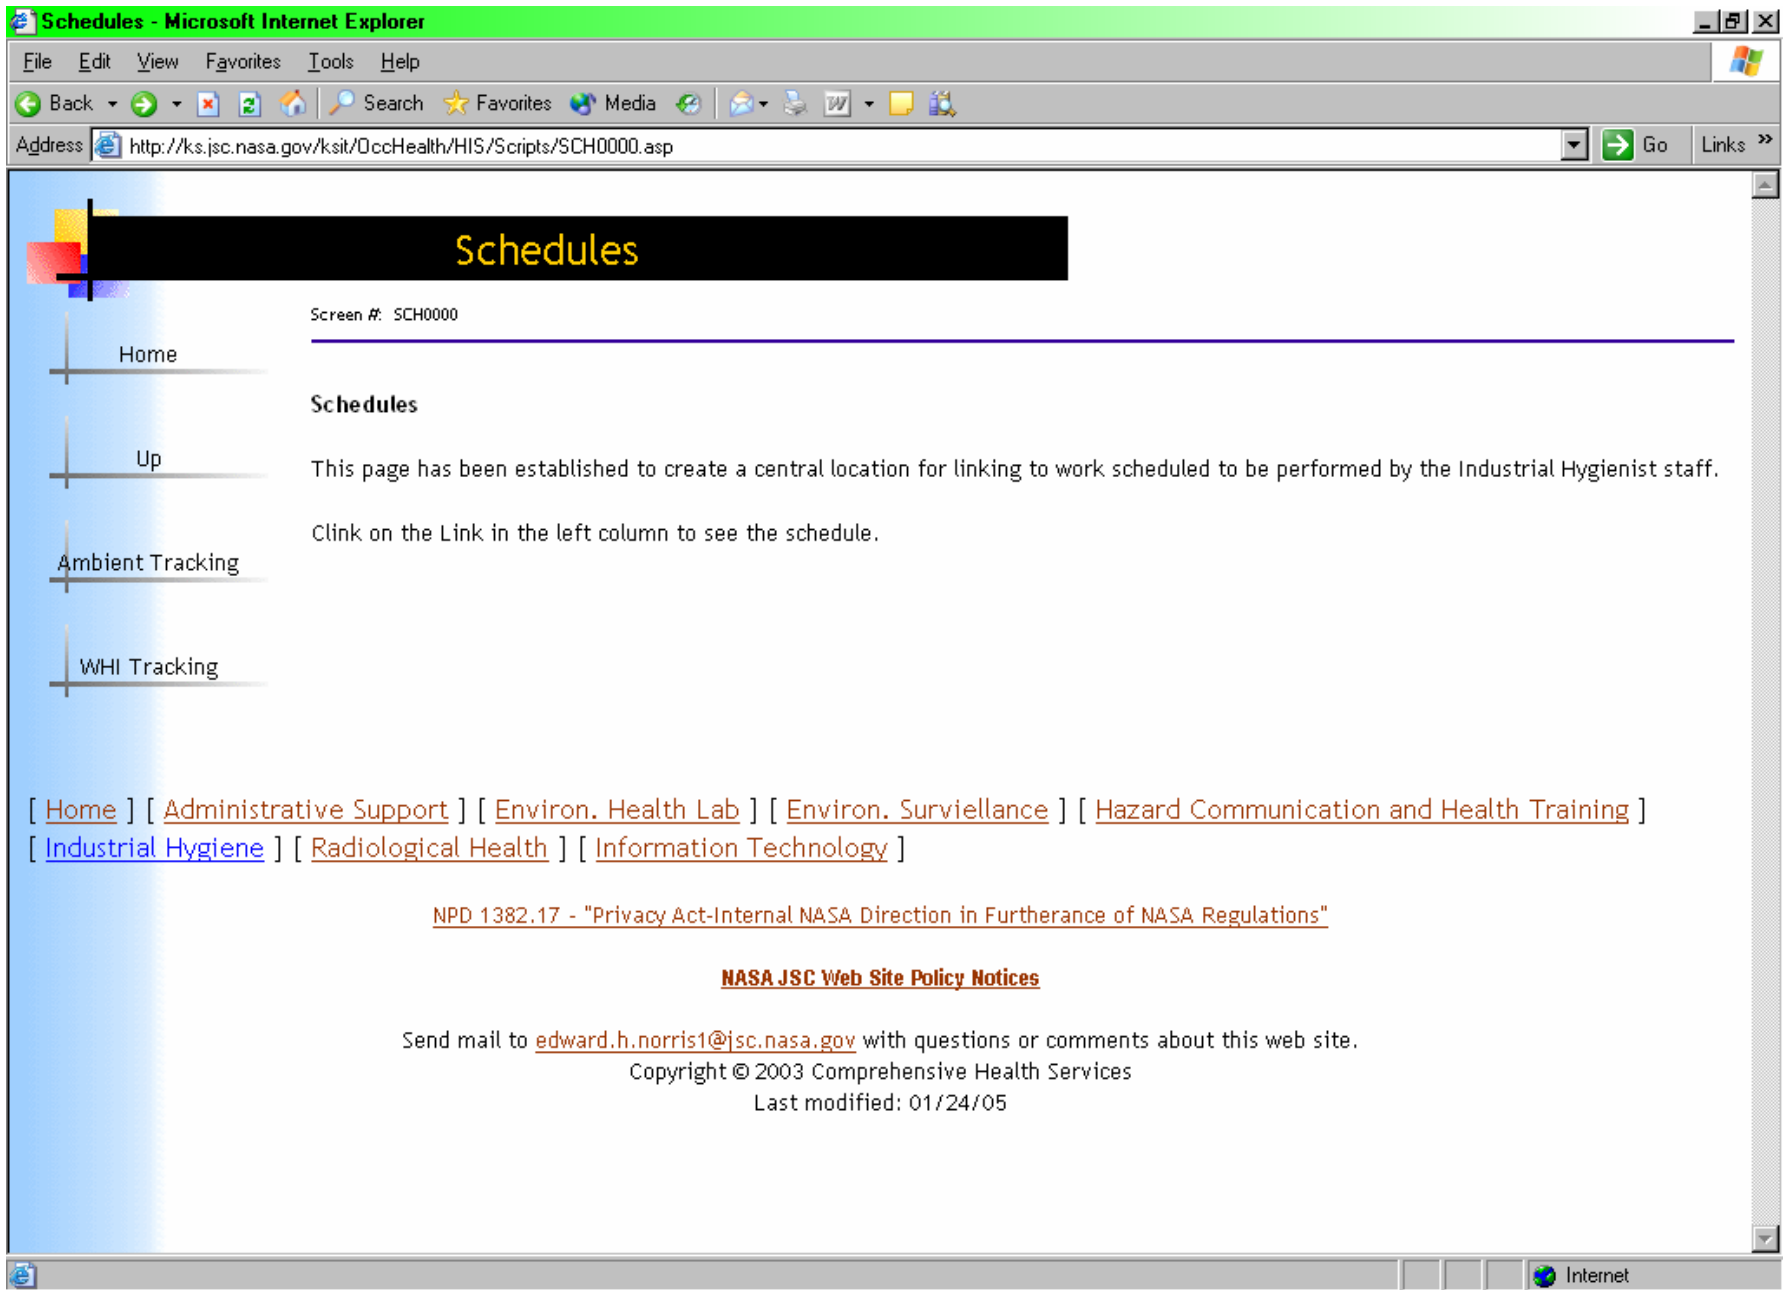 Schedules - Microsoft Internet Explorer
File Edit View Favorites Tools Help
Back Search Favorites Media
Address http://ks.jsc.nasa.gov/ksit/OccHealth/HIS/Scripts/SCH0000.asp Go Links »
Schedules
Screen #: SCH0000
Home
Up
Ambient Tracking
WHI Tracking
Schedules
This page has been established to create a central location for linking to work scheduled to be performed by the Industrial Hygienist staff.
Clink on the Link in the left column to see the schedule.
[ Home ] [ Administrative Support ] [ Environ. Health Lab ] [ Environ. Surviellance ] [ Hazard Communication and Health Training ]
[ Industrial Hygiene ] [ Radiological Health ] [ Information Technology ]
NPD 1382.17 - "Privacy Act-Internal NASA Direction in Furtherance of NASA Regulations"
NASA JSC Web Site Policy Notices
Send mail to edward.h.norris1@jsc.nasa.gov with questions or comments about this web site.
Copyright © 2003 Comprehensive Health Services
Last modified: 01/24/05
Internet